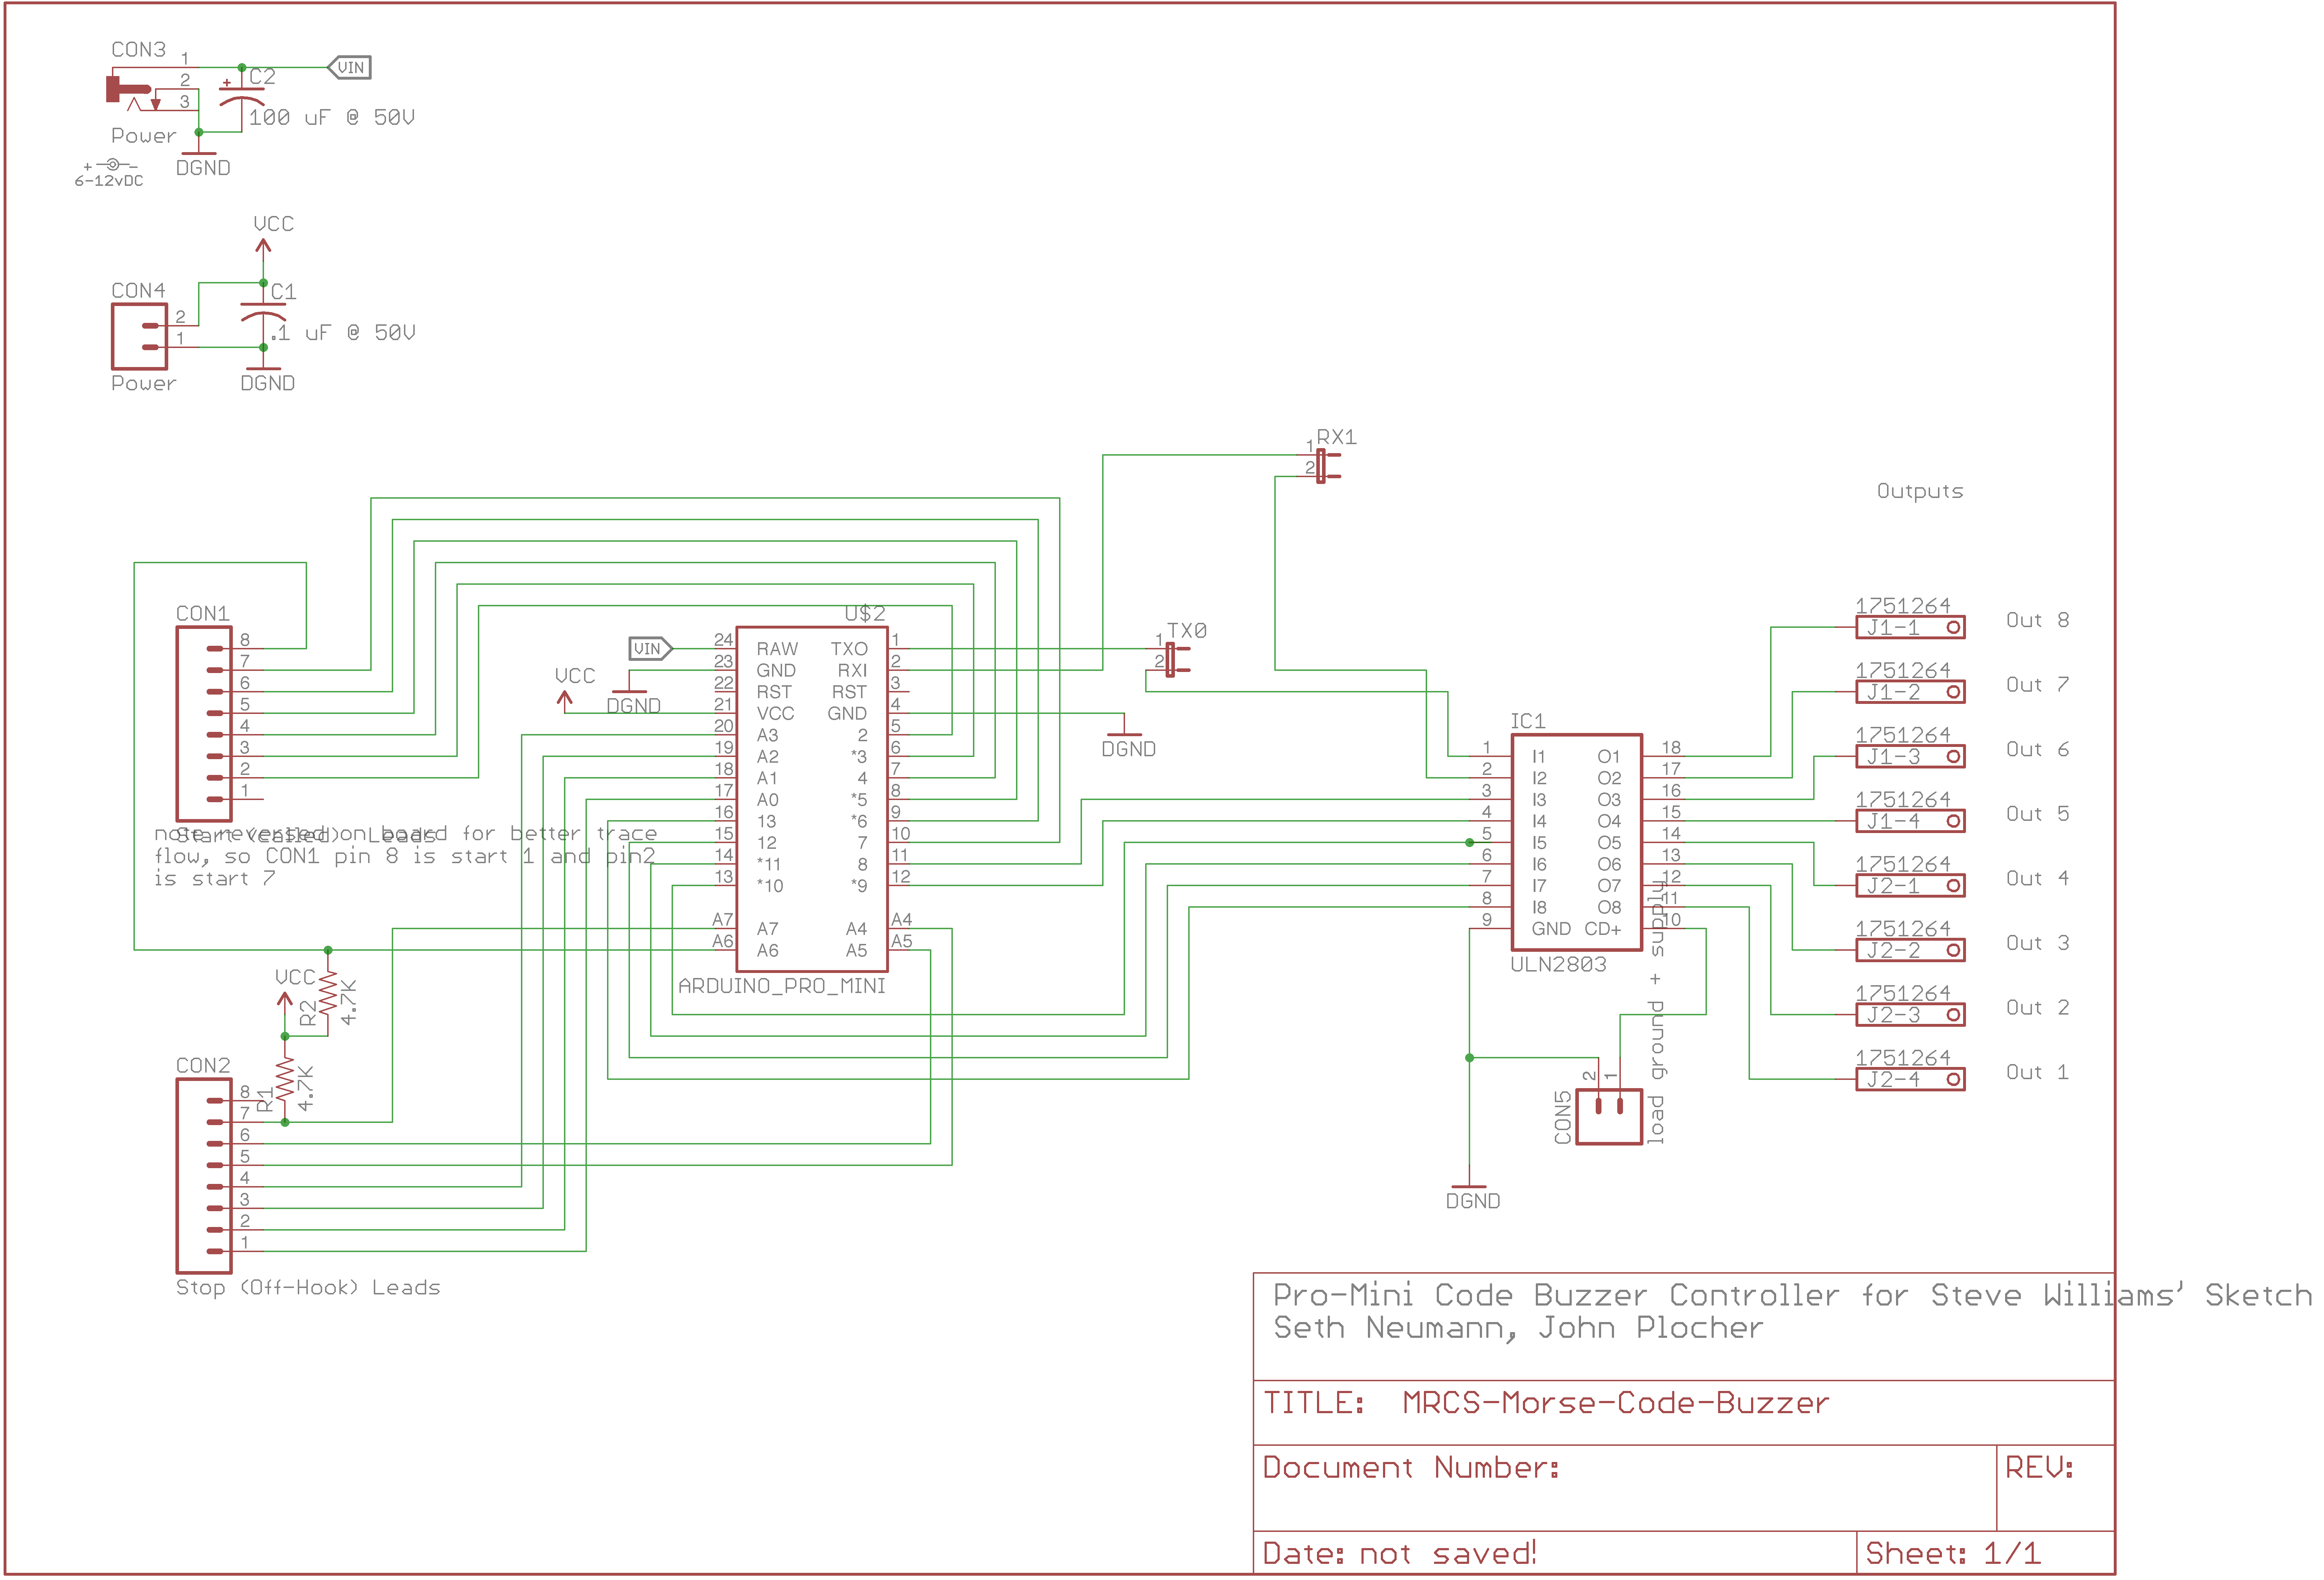 CON3
1
2
3
C2
+
100 uF @ 50V
VIN
Power
DGND
+ -
6-12vDC
VCC
CON4
2
1
C1
.1 uF @ 50V
Power
DGND
RX1
1
2
Outputs
CON1
8
7
6
5
4
3
2
1
Start (called) Leads
note reversed on board for better trace
flow, so CON1 pin 8 is start 1 and pin2
is start 7
U$2
VIN
VCC
DGND
24 RAW TXO 1
23 GND RXI 2
22 RST RST 3
21 VCC GND 4
20 A3 2 5
19 A2 *3 6
18 A1 4 7
17 A0 *5 8
16 13 *6 9
15 12 7 10
14 *11 8 11
13 *10 *9 12
A7 A7 A4 A4
A6 A6 A5 A5
ARDUINO_PRO_MINI
TX0
1
2
DGND
IC1
1 I1 O1 18
2 I2 O2 17
3 I3 O3 16
4 I4 O4 15
5 I5 O5 14
6 I6 O6 13
7 I7 O7 12
8 I8 O8 11
9 GND CD+ 10
ULN2803
1751264
J1-1 Out 8
1751264
J1-2 Out 7
1751264
J1-3 Out 6
1751264
J1-4 Out 5
1751264
J2-1 Out 4
1751264
J2-2 Out 3
1751264
J2-3 Out 2
1751264
J2-4 Out 1
VCC
R2
4.7K
R1
4.7K
CON2
8
7
6
5
4
3
2
1
Stop (Off-Hook) Leads
CON5
2
1
load ground + supply
DGND
Pro-Mini Code Buzzer Controller for Steve Williams' Sketch
Seth Neumann, John Plocher
TITLE: MRCS-Morse-Code-Buzzer
Document Number:
REV:
Date: not saved!
Sheet: 1/1